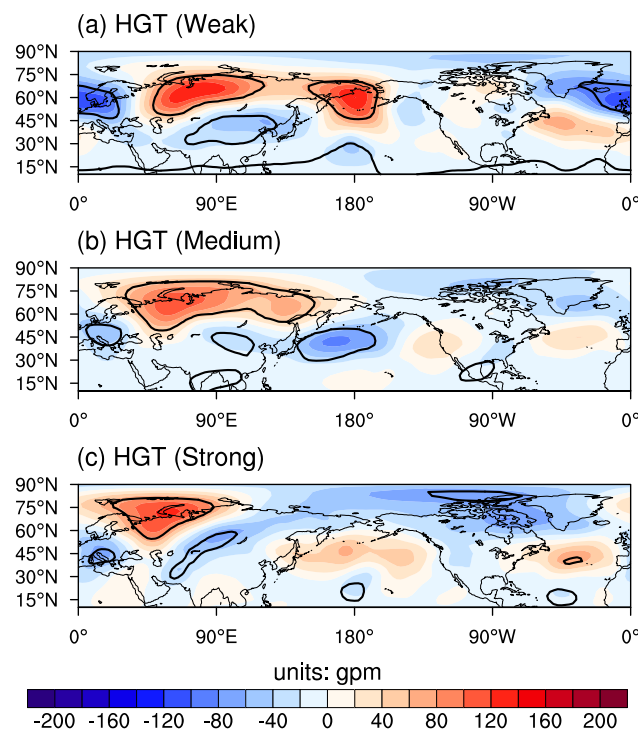 (a) HGT (Weak)
90°N
75°N
60°N
45°N
30°N
15°N
0° 90°E 180° 90°W 0°
(b) HGT (Medium)
90°N
75°N
60°N
45°N
30°N
15°N
0° 90°E 180° 90°W 0°
(c) HGT (Strong)
90°N
75°N
60°N
45°N
30°N
15°N
0° 90°E 180° 90°W 0°
units: gpm
-200 -160 -120 -80 -40 0 40 80 120 160 200